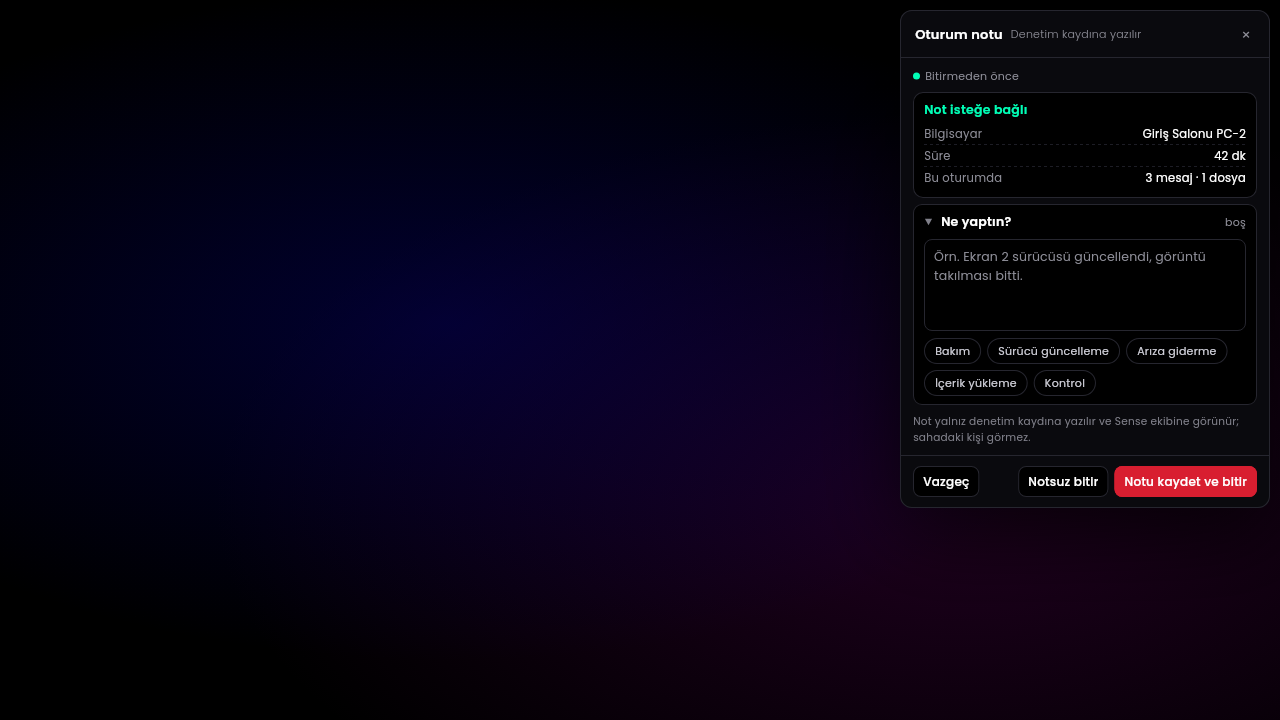 Oturum notu Denetim kaydına yazılır ×
Bitirmeden önce
Not isteğe bağlı
Bilgisayar Giriş Salonu PC-2
Süre 42 dk
Bu oturumda 3 mesaj · 1 dosya
▼ Ne yaptın? boş
Örn. Ekran 2 sürücüsü güncellendi, görüntü
takılması bitti.
Bakım Sürücü güncelleme Arıza giderme
İçerik yükleme Kontrol
Not yalnız denetim kaydına yazılır ve Sense ekibine görünür;
sahadaki kişi görmez.
Vazgeç Notsuz bitir Notu kaydet ve bitir